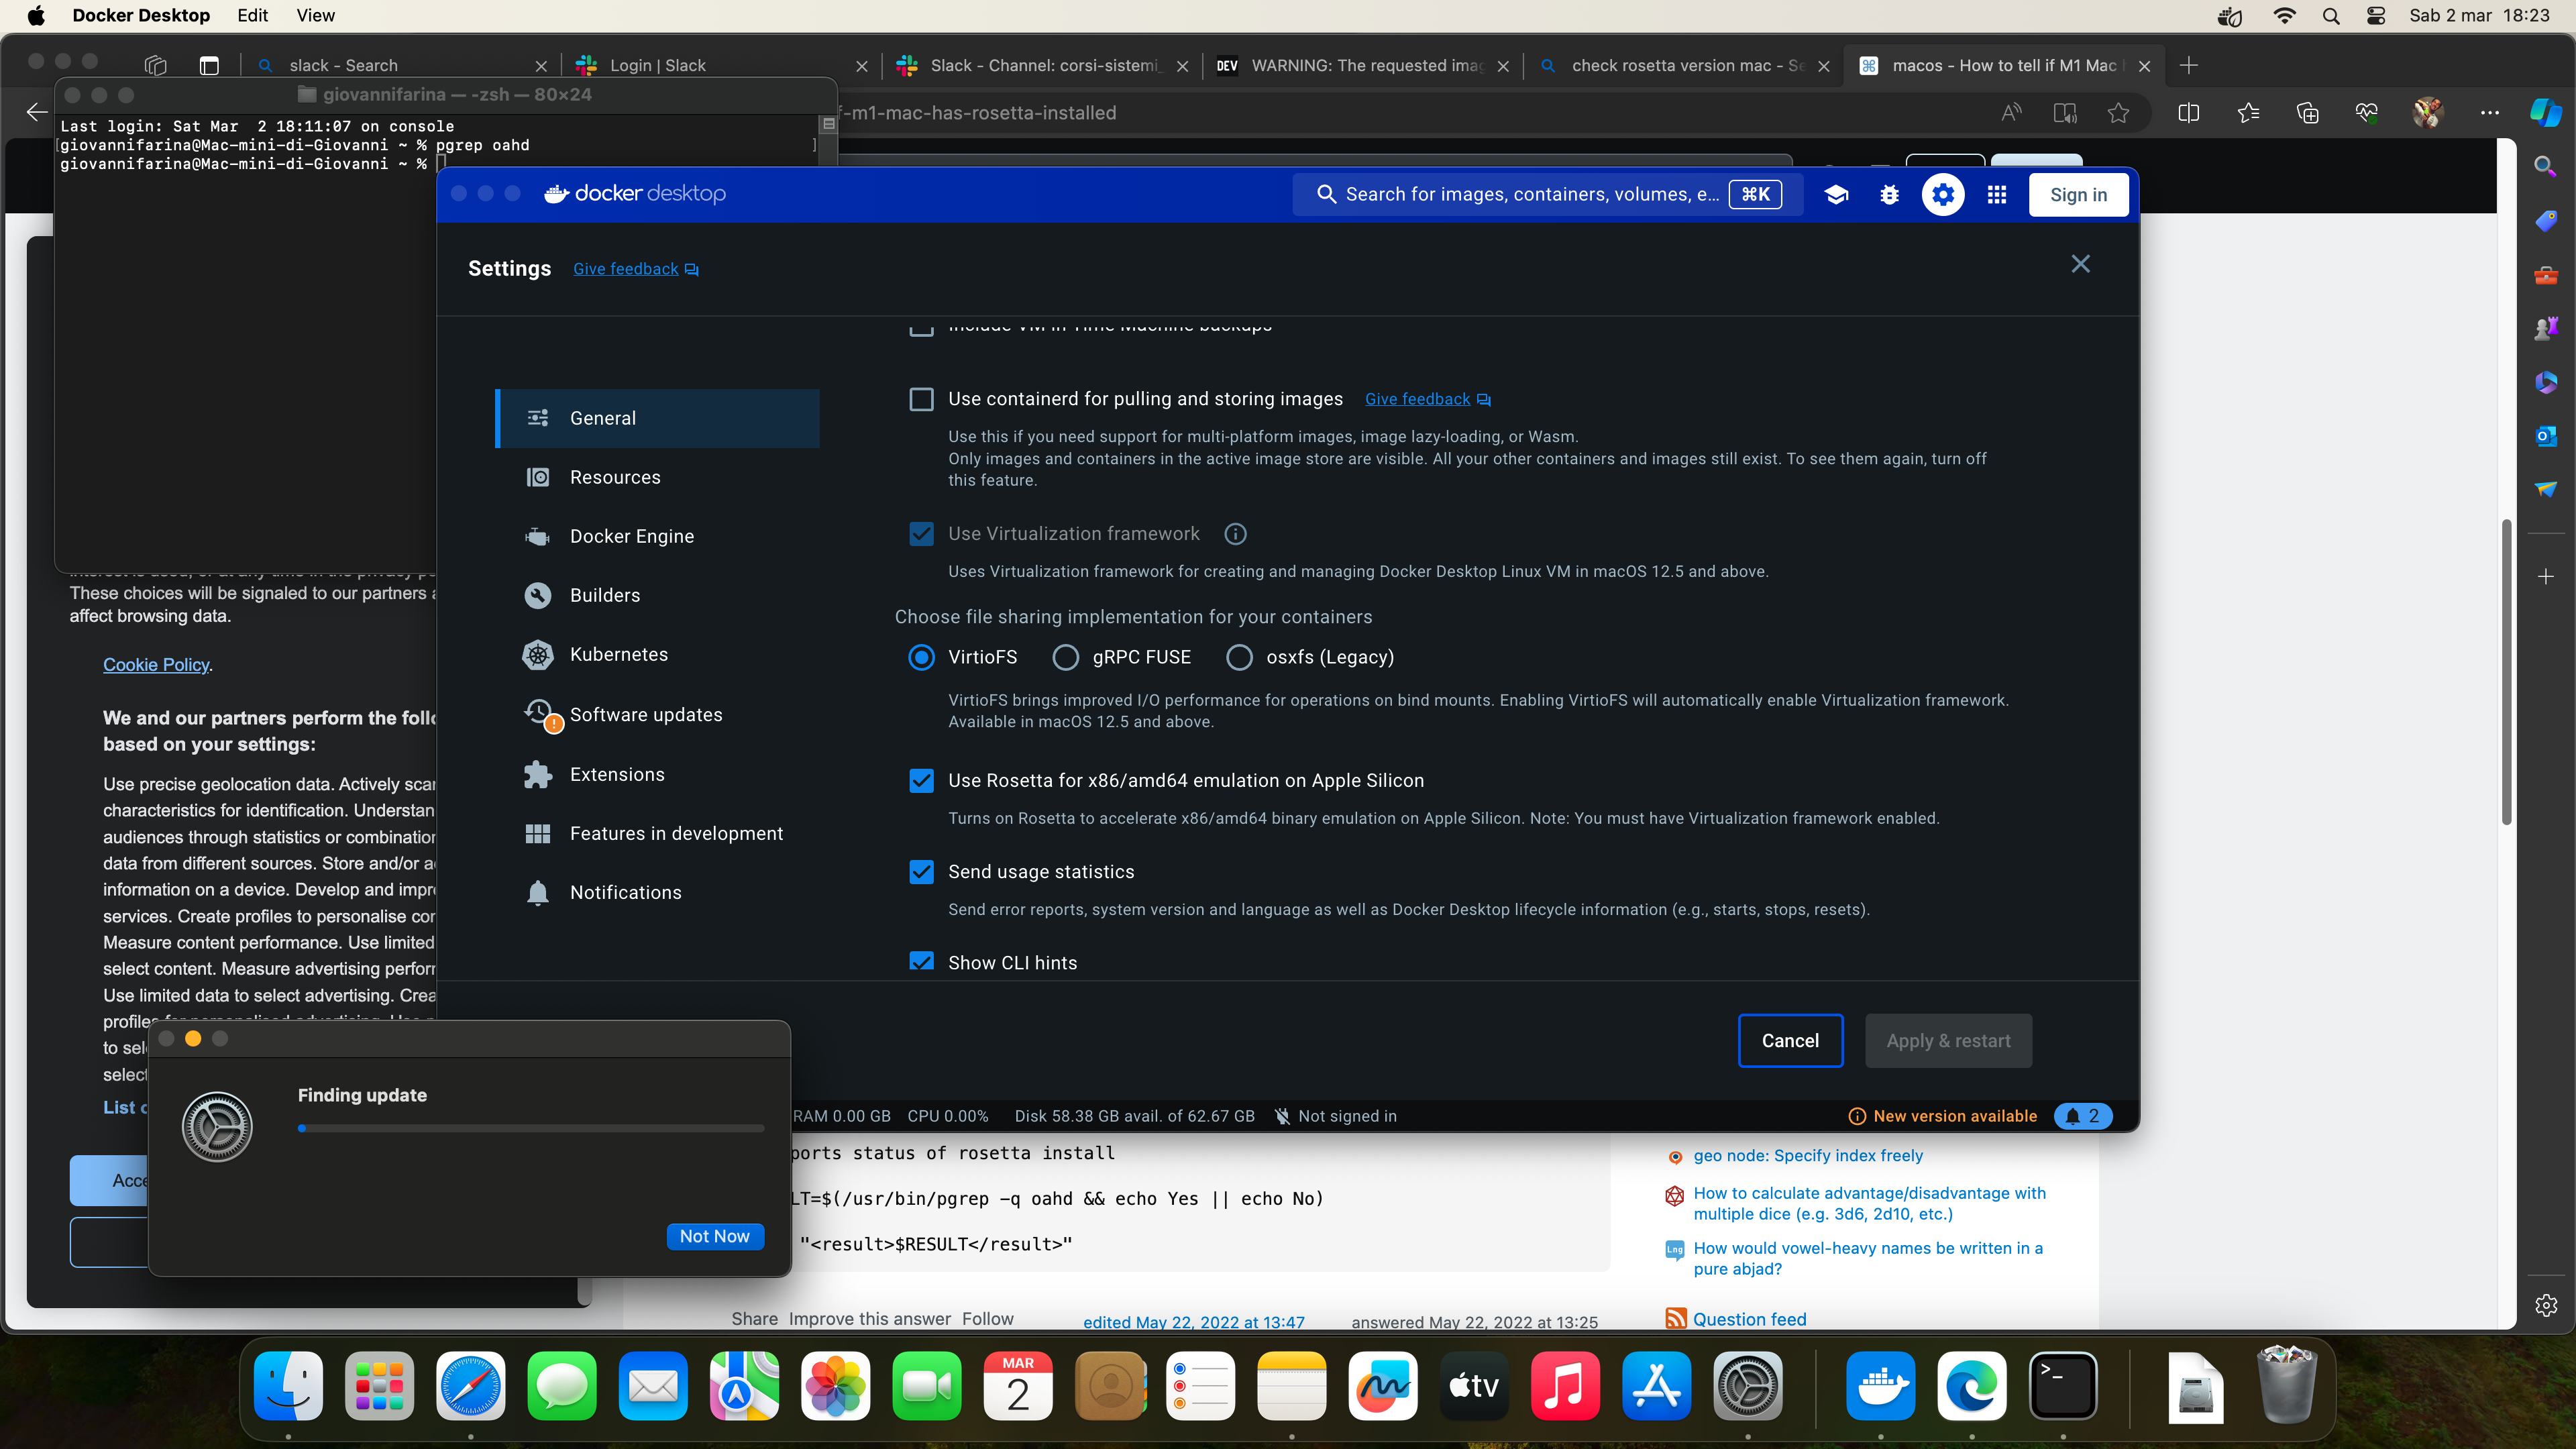 Docker Desktop Edit View
Sab 2 mar 18:23
slack - Search
Login | Slack
Slack - Channel: corsi-sistemi_
DEV WARNING: The requested imag
check rosetta version mac - Se
macos - How to tell if M1 Mac h
giovannifarina — -zsh — 80×24
f-m1-mac-has-rosetta-installed
Last login: Sat Mar  2 18:11:07 on console
[giovannifarina@Mac-mini-di-Giovanni ~ % pgrep oahd ]
giovannifarina@Mac-mini-di-Giovanni ~ %
docker desktop
Search for images, containers, volumes, e... ⌘K
Sign in
Settings
Give feedback
Include VM in Time Machine backups
General
Resources
Docker Engine
Builders
Kubernetes
Software updates
Extensions
Features in development
Notifications
Use containerd for pulling and storing images Give feedback
Use this if you need support for multi-platform images, image lazy-loading, or Wasm.
Only images and containers in the active image store are visible. All your other containers and images still exist. To see them again, turn off
this feature.
Use Virtualization framework
Uses Virtualization framework for creating and managing Docker Desktop Linux VM in macOS 12.5 and above.
Choose file sharing implementation for your containers
VirtioFS gRPC FUSE osxfs (Legacy)
VirtioFS brings improved I/O performance for operations on bind mounts. Enabling VirtioFS will automatically enable Virtualization framework.
Available in macOS 12.5 and above.
Use Rosetta for x86/amd64 emulation on Apple Silicon
Turns on Rosetta to accelerate x86/amd64 binary emulation on Apple Silicon. Note: You must have Virtualization framework enabled.
Send usage statistics
Send error reports, system version and language as well as Docker Desktop lifecycle information (e.g., starts, stops, resets).
Show CLI hints
Cancel
Apply & restart
RAM 0.00 GB CPU 0.00% Disk 58.38 GB avail. of 62.67 GB Not signed in
New version available 2
These choices will be signaled to our partners a
affect browsing data.
Cookie Policy.
We and our partners perform the follo
based on your settings:
Use precise geolocation data. Actively scan
characteristics for identification. Understan
audiences through statistics or combination
data from different sources. Store and/or ac
information on a device. Develop and impro
services. Create profiles to personalise con
Measure content performance. Use limited
select content. Measure advertising perform
Use limited data to select advertising. Crea
profiles
to sel
select
List o
Acce
Finding update
Not Now
ports status of rosetta install
LT=$(/usr/bin/pgrep -q oahd && echo Yes || echo No)
"<result>$RESULT</result>"
Share Improve this answer Follow
edited May 22, 2022 at 13:47
answered May 22, 2022 at 13:25
geo node: Specify index freely
How to calculate advantage/disadvantage with
multiple dice (e.g. 3d6, 2d10, etc.)
Lng How would vowel-heavy names be written in a
pure abjad?
Question feed
MAR
2
tv
>_